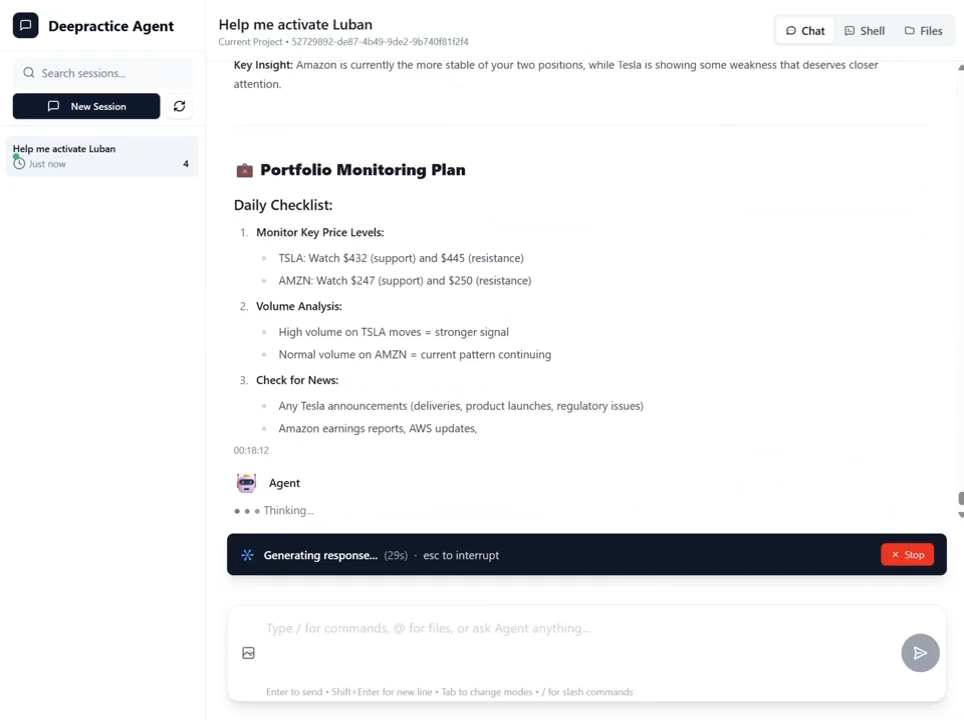 Deepractice Agent
Search sessions...
New Session
Help me activate Luban
Just now
4
Help me activate Luban
Current Project • 52729892-de87-4b49-9de2-9b740f81f2f4
Chat
Shell
Files
Key Insight: Amazon is currently the more stable of your two positions, while Tesla is showing some weakness that deserves closer
attention.
💼 Portfolio Monitoring Plan
Daily Checklist:
1. Monitor Key Price Levels:
TSLA: Watch $432 (support) and $445 (resistance)
AMZN: Watch $247 (support) and $250 (resistance)
2. Volume Analysis:
High volume on TSLA moves = stronger signal
Normal volume on AMZN = current pattern continuing
3. Check for News:
Any Tesla announcements (deliveries, product launches, regulatory issues)
Amazon earnings reports, AWS updates,
00:18:12
Agent
Thinking...
Generating response... (29s) · esc to interrupt
× Stop
Type / for commands, @ for files, or ask Agent anything...
Enter to send • Shift+Enter for new line • Tab to change modes • / for slash commands